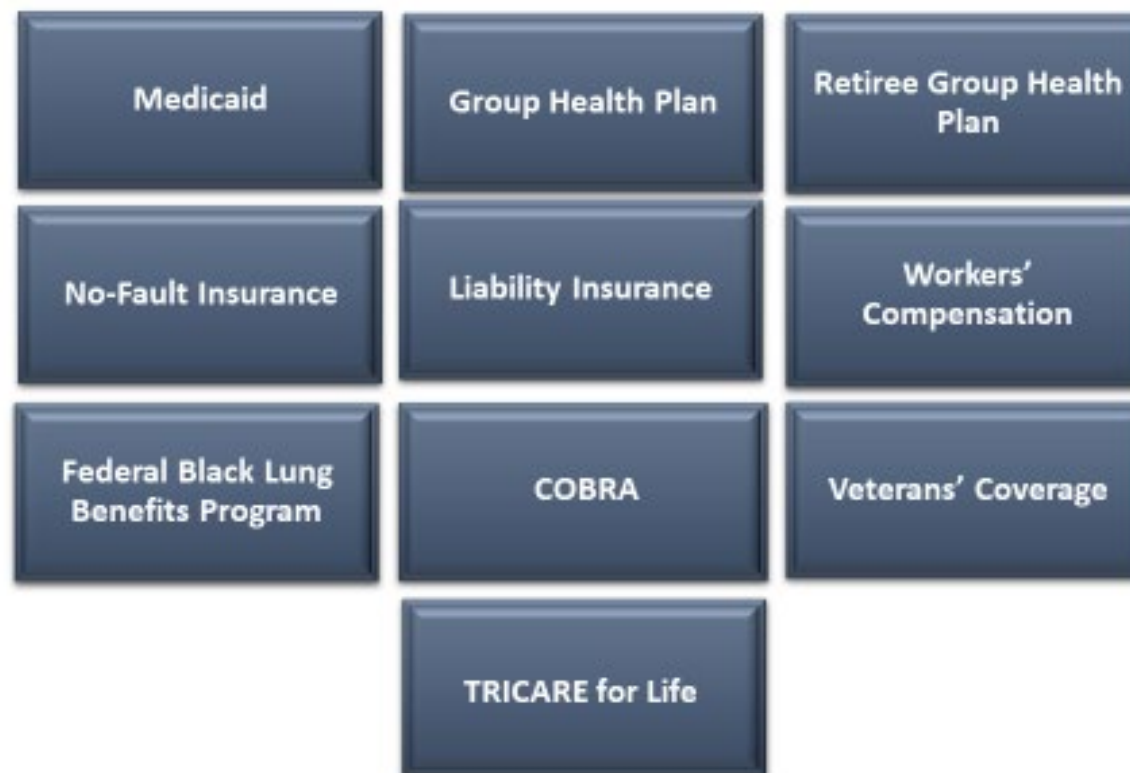 Medicaid
Group Health Plan
Retiree Group Health
Plan
No-Fault Insurance
Liability Insurance
Workers’
Compensation
Federal Black Lung
Benefits Program
COBRA
Veterans’ Coverage
TRICARE for Life